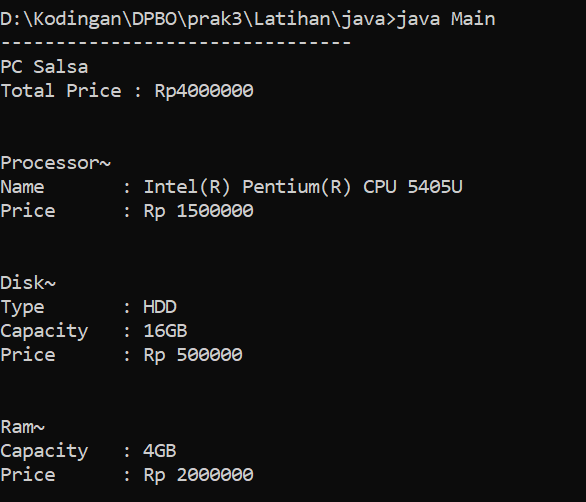 D:\Kodingan\DPBO\prak3\Latihan\java>java Main
--------------------------------
PC Salsa
Total Price : Rp4000000
Processor~
Name       : Intel(R) Pentium(R) CPU 5405U
Price      : Rp 1500000
Disk~
Type       : HDD
Capacity   : 16GB
Price      : Rp 500000
Ram~
Capacity   : 4GB
Price      : Rp 2000000